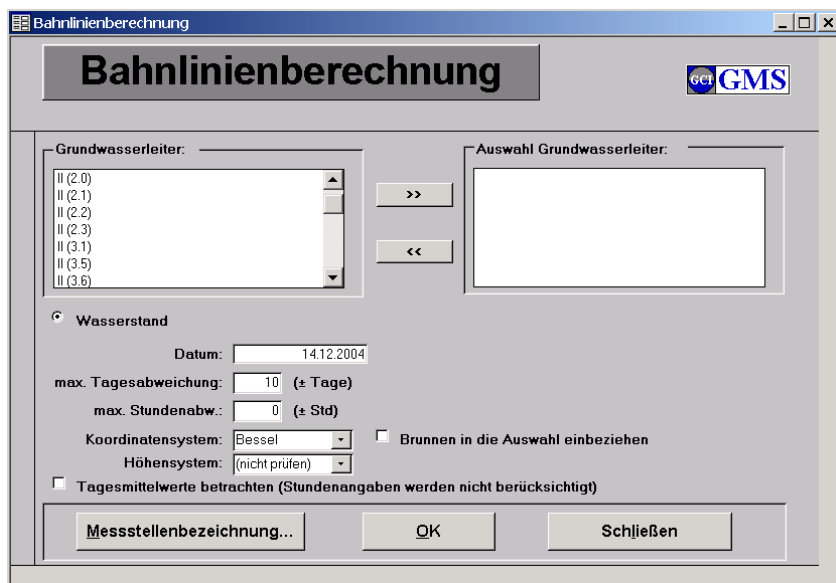 Bahnlinienberechnung
Bahnlinienberechnung
GCI GMS
Grundwasserleiter:
II (2.0)
II (2.1)
II (2.2)
II (2.3)
II (3.1)
II (3.5)
II (3.6)
>>
<<
Auswahl Grundwasserleiter:
Wasserstand
Datum: 14.12.2004
max. Tagesabweichung: 10 (± Tage)
max. Stundenabw.: 0 (± Std)
Koordinatensystem: Bessel Brunnen in die Auswahl einbeziehen
Höhensystem: (nicht prüfen)
Tagesmittelwerte betrachten (Stundenangaben werden nicht berücksichtigt)
Messstellenbezeichnung... OK Schließen